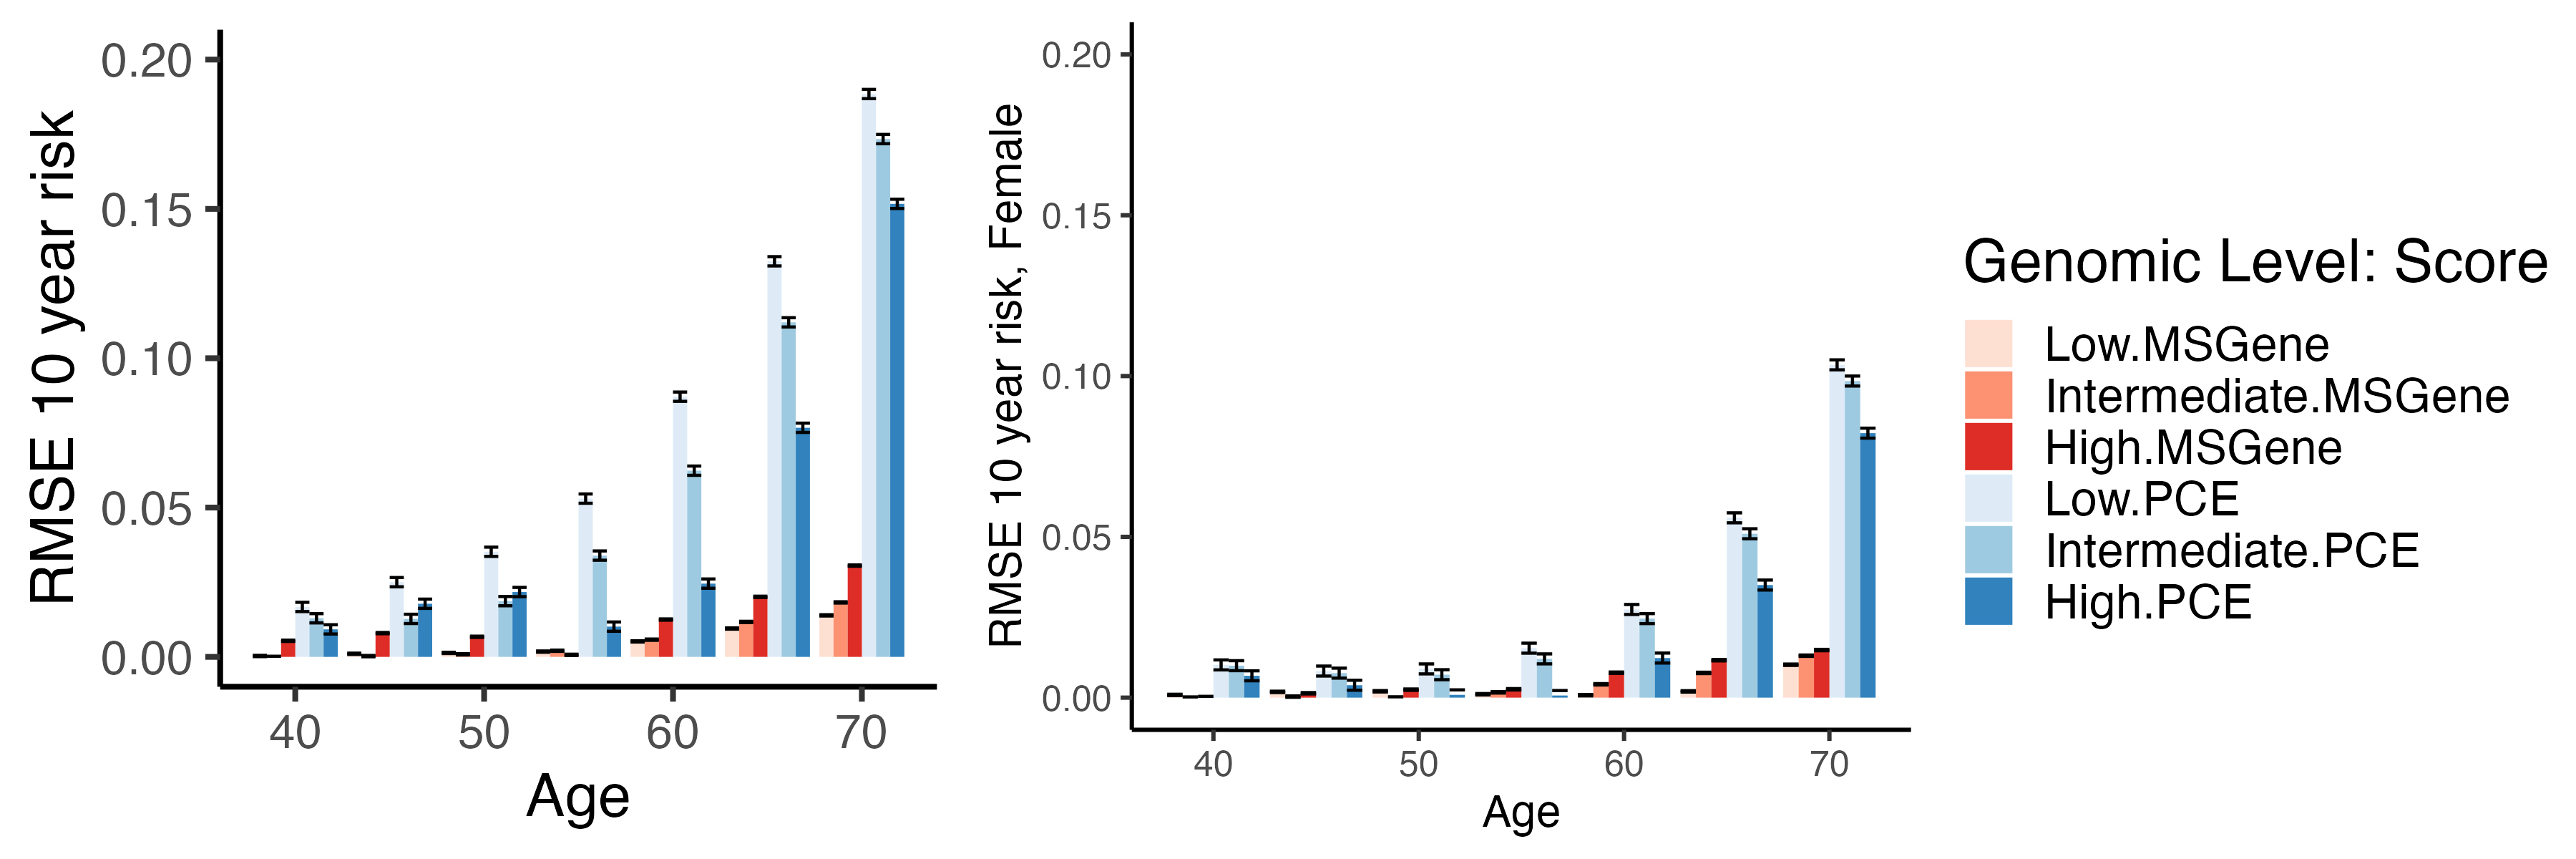 RMSE 10 year risk
0.20
0.15
0.10
0.05
0.00
40 50 60 70
Age
RMSE 10 year risk, Female
0.20
0.15
0.10
0.05
0.00
40 50 60 70
Age
Genomic Level: Score
Low.MSGene
Intermediate.MSGene
High.MSGene
Low.PCE
Intermediate.PCE
High.PCE